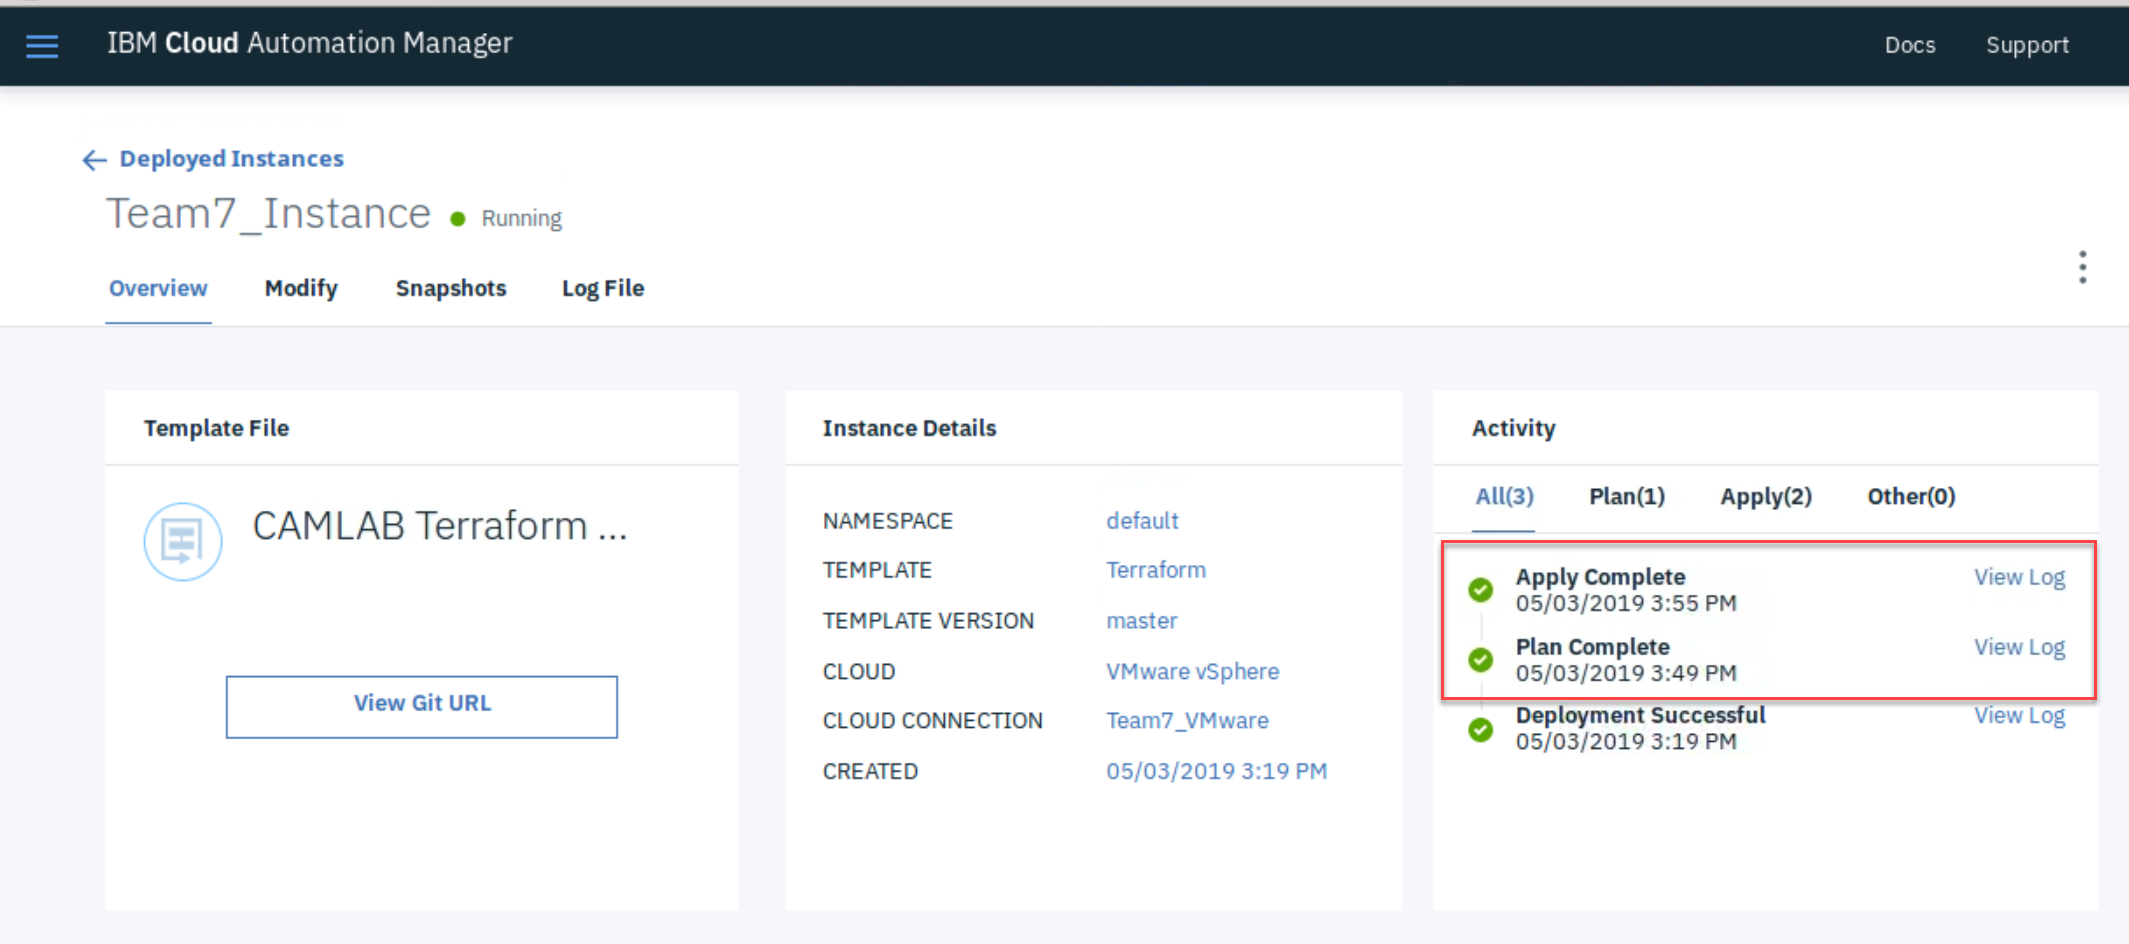 IBM Cloud Automation Manager
Docs
Support
Deployed Instances
Team7_Instance
Running
Overview
Modify
Snapshots
Log File
Template File
CAMLAB Terraform ...
View Git URL
Instance Details
NAMESPACE default
TEMPLATE Terraform
TEMPLATE VERSION master
CLOUD VMware vSphere
CLOUD CONNECTION Team7_VMware
CREATED 05/03/2019 3:19 PM
Activity
All(3) Plan(1) Apply(2) Other(0)
Apply Complete View Log
05/03/2019 3:55 PM
Plan Complete View Log
05/03/2019 3:49 PM
Deployment Successful View Log
05/03/2019 3:19 PM